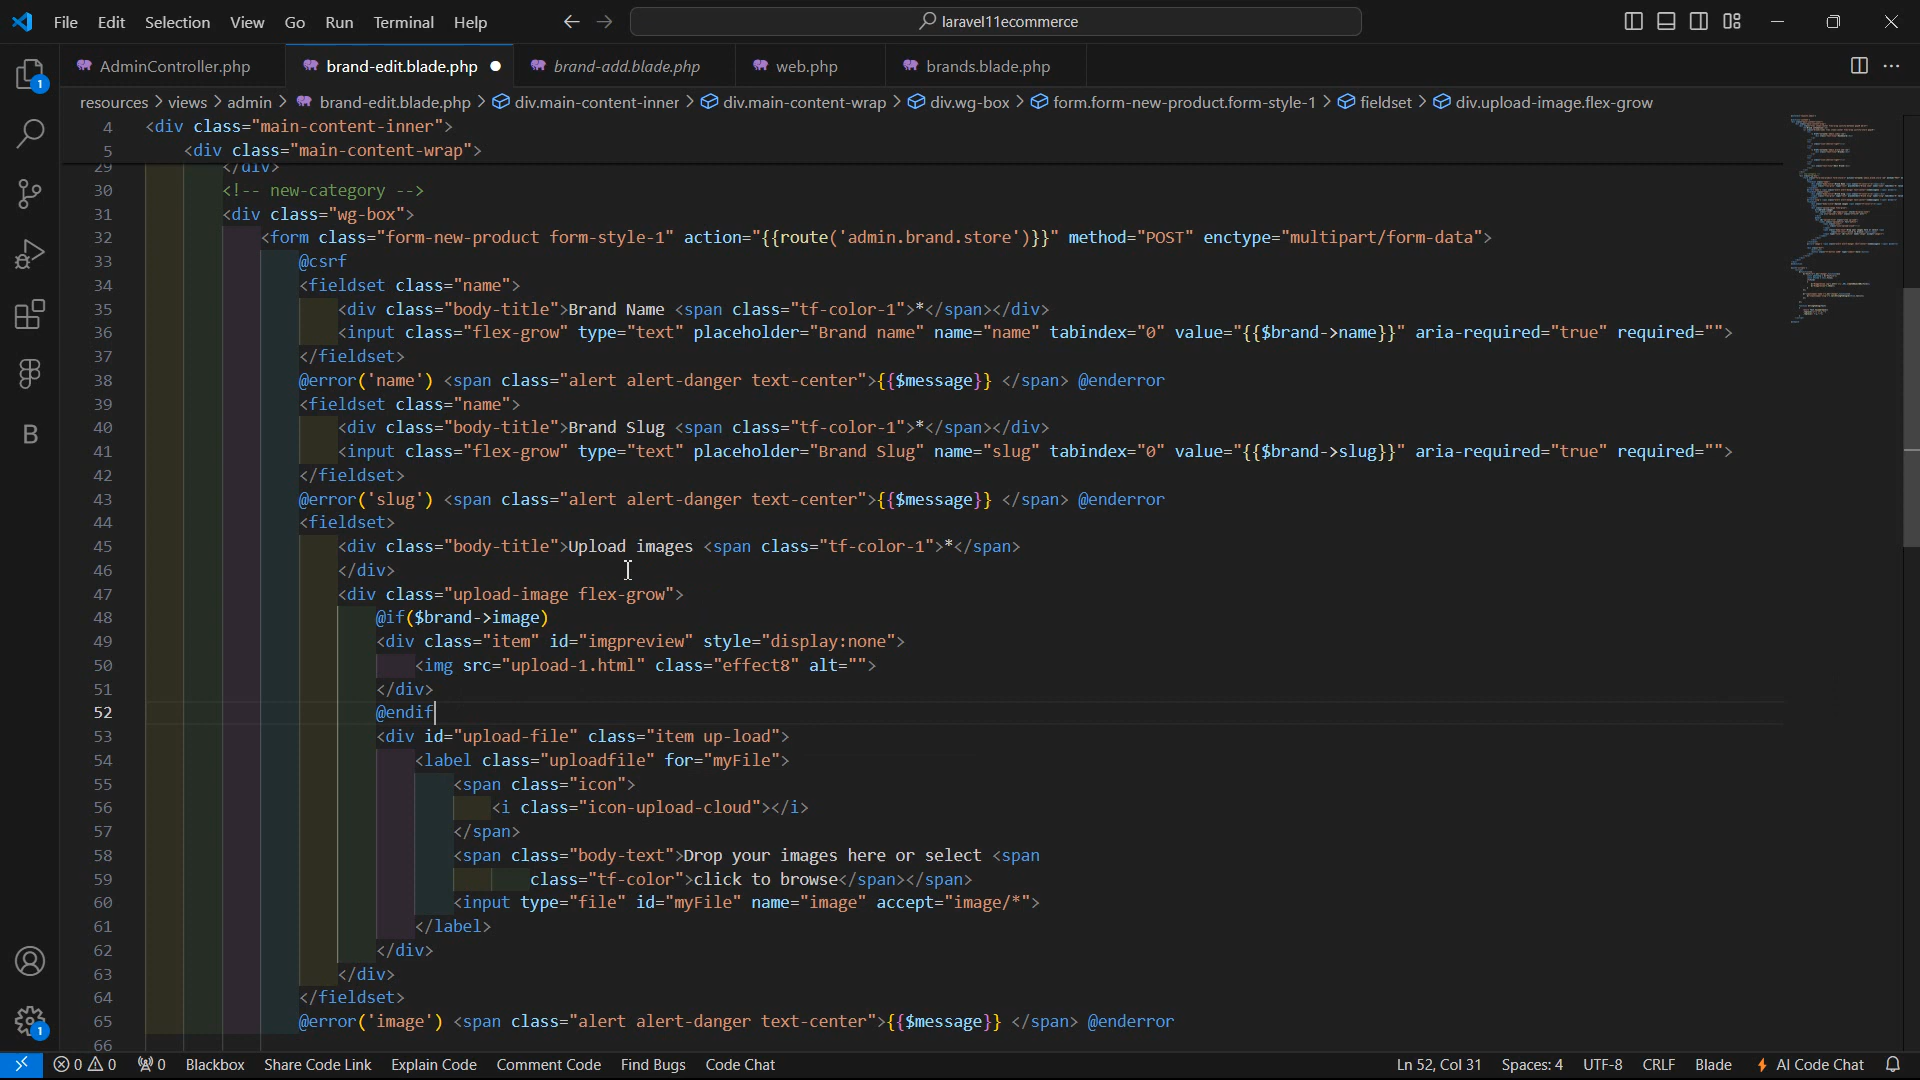 File Edit Selection View Go Run Terminal Help laravel11ecommerce
AdminController.php brand-edit.blade.php brand-add.blade.php web.php brands.blade.php
resources > views > admin > brand-edit.blade.php > div.main-content-inner > div.main-content-wrap > div.wg-box > form.form-new-product.form-style-1 > fieldset > div.upload-image.flex-grow
4 <div class="main-content-inner">
5 <div class="main-content-wrap">
29 </div>
30 <!-- new-category -->
31 <div class="wg-box">
32 <form class="form-new-product form-style-1" action="{{route('admin.brand.store')}}" method="POST" enctype="multipart/form-data">
33 @csrf
34 <fieldset class="name">
35 <div class="body-title">Brand Name <span class="tf-color-1">*</span></div>
36 <input class="flex-grow" type="text" placeholder="Brand name" name="name" tabindex="0" value="{{$brand->name}}" aria-required="true" required="">
37 </fieldset>
38 @error('name') <span class="alert alert-danger text-center">{{$message}} </span> @enderror
39 <fieldset class="name">
40 <div class="body-title">Brand Slug <span class="tf-color-1">*</span></div>
41 <input class="flex-grow" type="text" placeholder="Brand Slug" name="slug" tabindex="0" value="{{$brand->slug}}" aria-required="true" required="">
42 </fieldset>
43 @error('slug') <span class="alert alert-danger text-center">{{$message}} </span> @enderror
44 <fieldset>
45 <div class="body-title">Upload images <span class="tf-color-1">*</span>
46 </div>
47 <div class="upload-image flex-grow">
48 @if($brand->image)
49 <div class="item" id="imgpreview" style="display:none">
50 <img src="upload-1.html" class="effect8" alt="">
51 </div>
52 @endif
53 <div id="upload-file" class="item up-load">
54 <label class="uploadfile" for="myFile">
55 <span class="icon">
56 <i class="icon-upload-cloud"></i>
57 </span>
58 <span class="body-text">Drop your images here or select <span
59 class="tf-color">click to browse</span></span>
60 <input type="file" id="myFile" name="image" accept="image/*">
61 </label>
62 </div>
63 </div>
64 </fieldset>
65 @error('image') <span class="alert alert-danger text-center">{{$message}} </span> @enderror
66
0 0 0 Blackbox Share Code Link Explain Code Comment Code Find Bugs Code Chat Ln 52, Col 31 Spaces: 4 UTF-8 CRLF Blade AI Code Chat